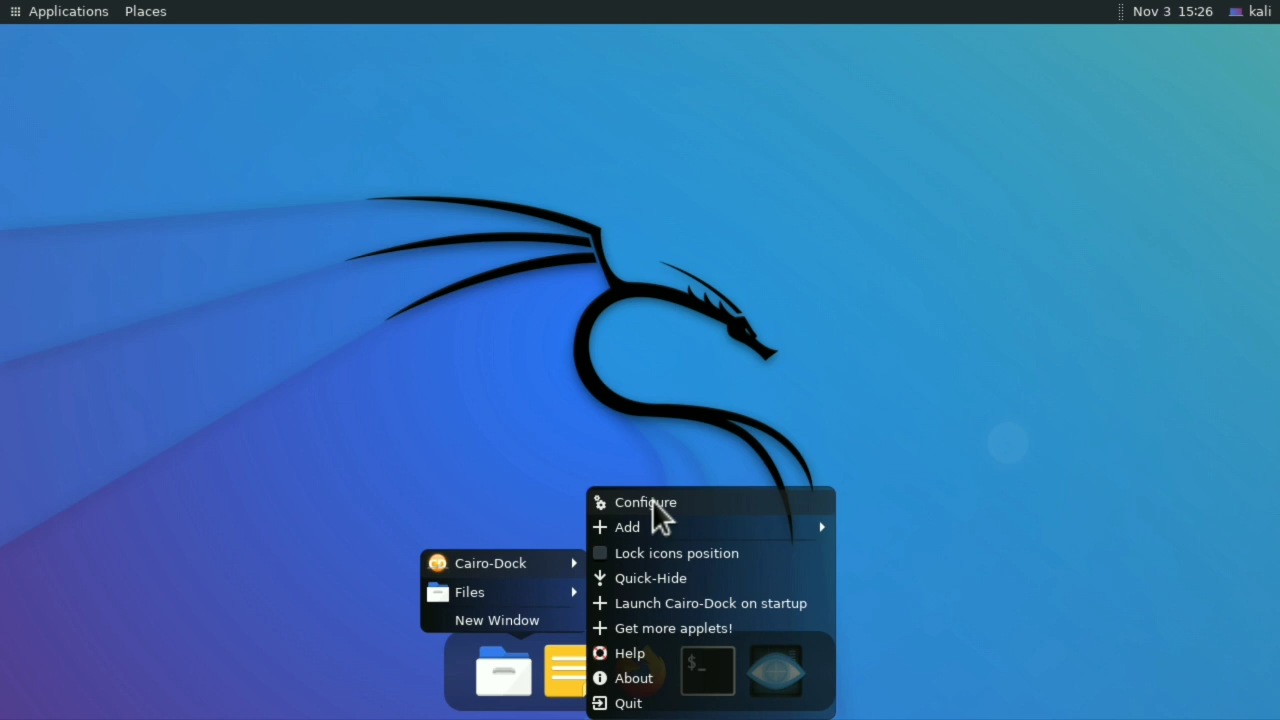 Applications Places Nov 3 15:26 kali
Configure
Add
Lock icons position
Cairo-Dock
Quick-Hide
Files
Launch Cairo-Dock on startup
New Window
Get more applets!
Help
$_
About
Quit